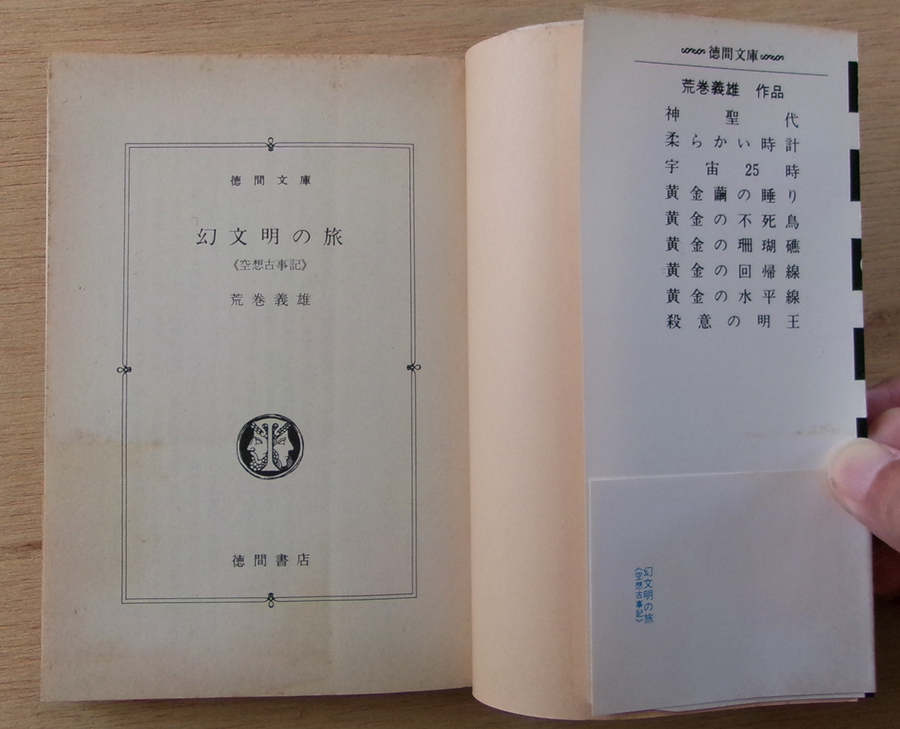 徳間文庫
幻文明の旅
《空想古事記》
荒巻義雄
徳間書店
徳間文庫
荒巻義雄 作品
神聖代
柔らかい時計
宇宙25時
黄金繭の睡り
黄金の不死鳥
黄金の珊瑚礁
黄金の回帰線
黄金の水平線
殺意の明王
幻文明の旅
《空想古事記》